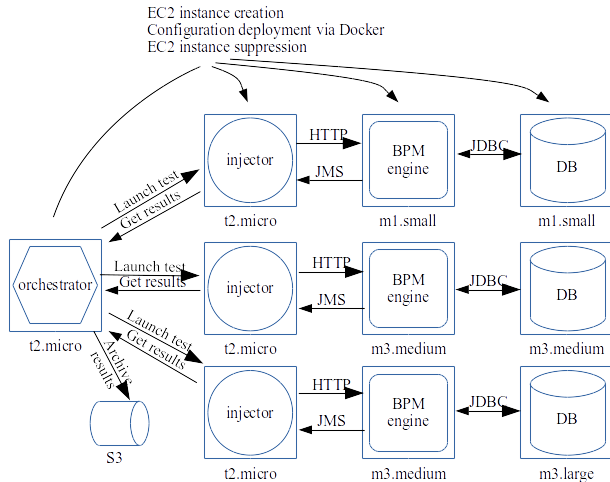 EC2 instance creation
Configuration deployment via Docker
EC2 instance suppression
HTTP
injector
JMS
BPM
engine
JDBC
DB
Launch test
Get results
t2.micro
m1.small
m1.small
orchestrator
t2.micro
Launch test
Get results
HTTP
injector
JMS
BPM
engine
JDBC
DB
t2.micro
m3.medium
m3.medium
Launch test
Get results
Archive
results
S3
HTTP
injector
JMS
BPM
engine
JDBC
DB
t2.micro
m3.medium
m3.large